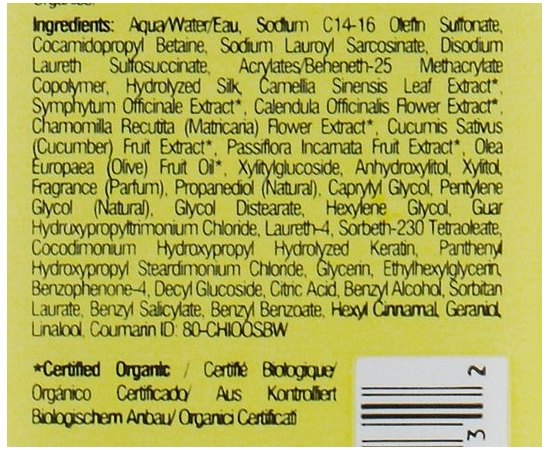 Ingredients: Aqua/Water/Eau, Sodium C14-16 Olefin Sulfonate,
Cocamidopropyl Betaine, Sodium Lauroyl Sarcosinate, Disodium
Laureth Sulfosuccinate, Acrylates/Beheneth-25 Methacrylate
Copolymer, Hydrolyzed Silk, Camellia Sinensis Leaf Extract*,
Symphytum Officinale Extract*, Calendula Officinalis Flower Extract*,
Chamomilla Recutita (Matricaria) Flower Extract*, Cucumis Sativus
(Cucumber) Fruit Extract*, Passiflora Incarnata Fruit Extract*, Olea
Europaea (Olive) Fruit Oil*, Xylitylglucoside, Anhydroxylitol, Xylitol,
Fragrance (Parfum), Propanediol (Natural), Caprylyl Glycol, Pentylene
Glycol (Natural), Glycol Distearate, Hexylene Glycol, Guar
Hydruxypropyltrimonium Chloride, Laureth-4, Sorbeth-230 Tetraoleate,
Cocodimonium Hydroxypropyl Hydrolyzed Keratin, Panthenyl
Hydroxypropyl Steardimonium Chloride, Glycerin, Ethylhexylglycerin,
Benzophenone-4, Decyl Glucoside, Citric Acid, Benzyl Alcohol, Sorbitan
Laurate, Benzyl Salicylate, Benzyl Benzoate, Hexyl Cinnamal, Geraniol,
Linalool, Coumarin ID: 80-CHIOOSBW
*Certified Organic / Certifié Biologique/
Orgánico Certificado/ Aus Kontrolliert
Biologischem Anbau/ Organici Certificati
3 2